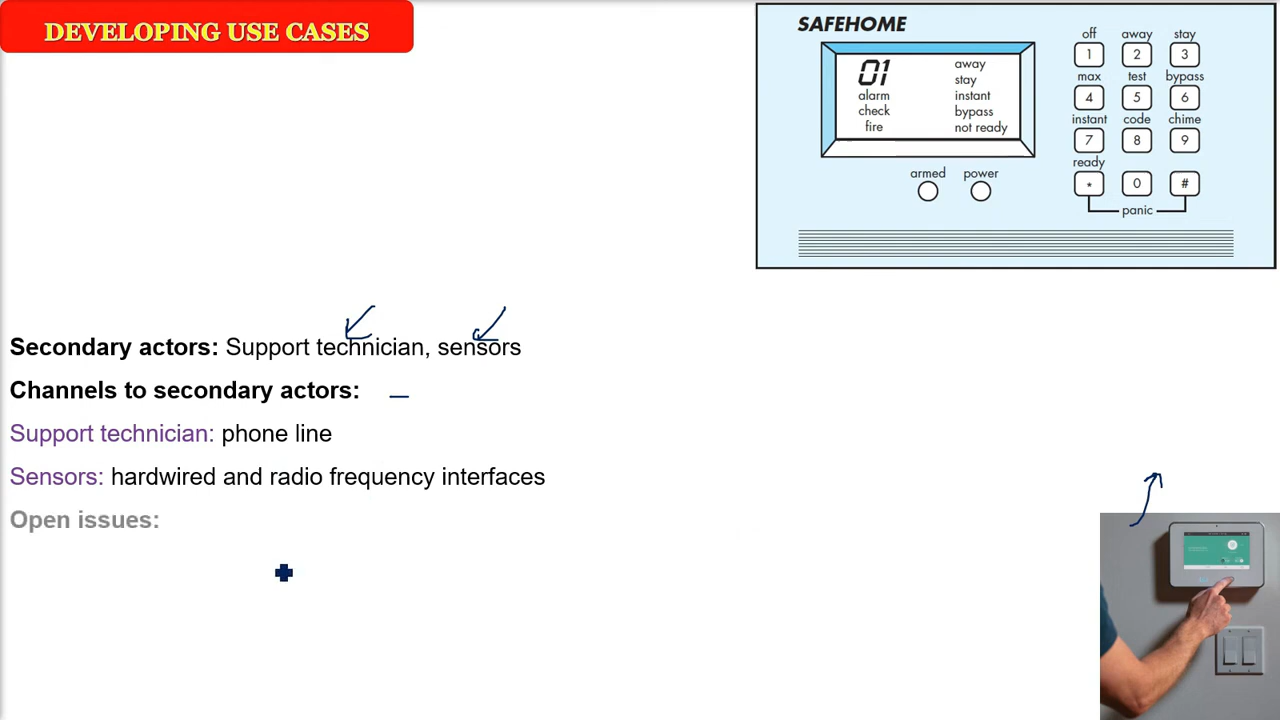 DEVELOPING USE CASES
SAFEHOME
01
alarm
check
fire
away
stay
instant
bypass
not ready
armed power
off away stay
1 2 3
max test bypass
4 5 6
instant code chime
7 8 9
ready
* 0 #
panic
Secondary actors: Support technician, sensors
Channels to secondary actors:
Support technician: phone line
Sensors: hardwired and radio frequency interfaces
Open issues: